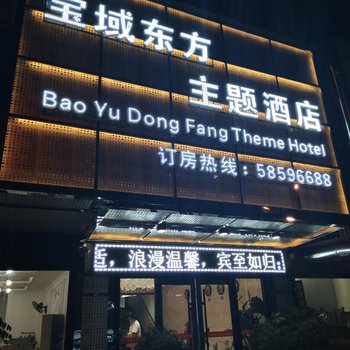 宝域东方
主题酒店
Bao Yu Dong Fang Theme Hotel
订房热线：58596688
，浪漫温馨，宾至如归；